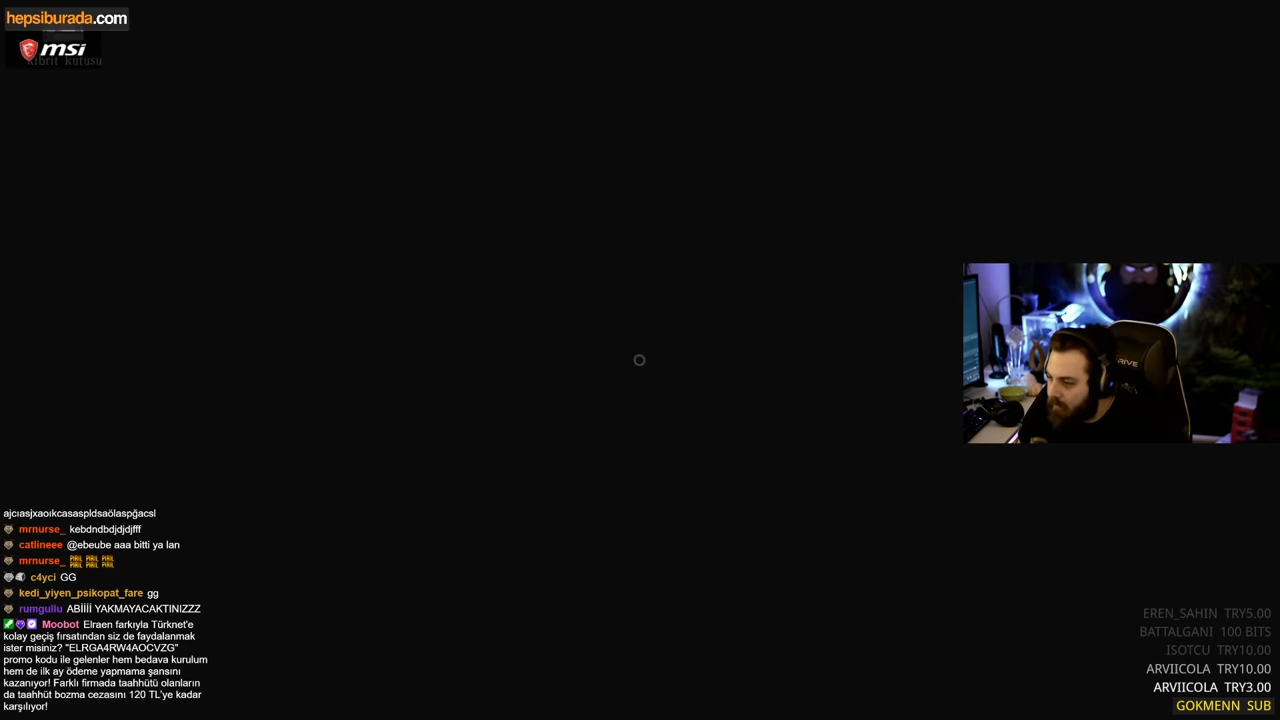 hepsiburada.com
msi
kibrit kutusu
RIVE
ajcıasjxaoıkcasaspldsaölaspğacsl
mrnurse_ kebdndbdjdjdjfff
catlineee @ebeube aaa bitti ya lan
mrnurse_
c4yci GG
kedi_yiyen_psikopat_fare gg
rumgullu ABİİİİ YAKMAYACAKTINIZZZ
Moobot Elraen farkıyla Türknet'e
kolay geçiş fırsatından siz de faydalanmak
ister misiniz? "ELRGA4RW4AOCVZG"
promo kodu ile gelenler hem bedava kurulum
hem de ilk ay ödeme yapmama şansını
kazanıyor! Farklı firmada taahhütü olanların
da taahhüt bozma cezasını 120 TL'ye kadar
karşılıyor!
EREN_SAHIN TRY5.00
BATTALGANI 100 BITS
ISOTCU TRY10.00
ARVIICOLA TRY10.00
ARVIICOLA TRY3.00
GOKMENN SUB